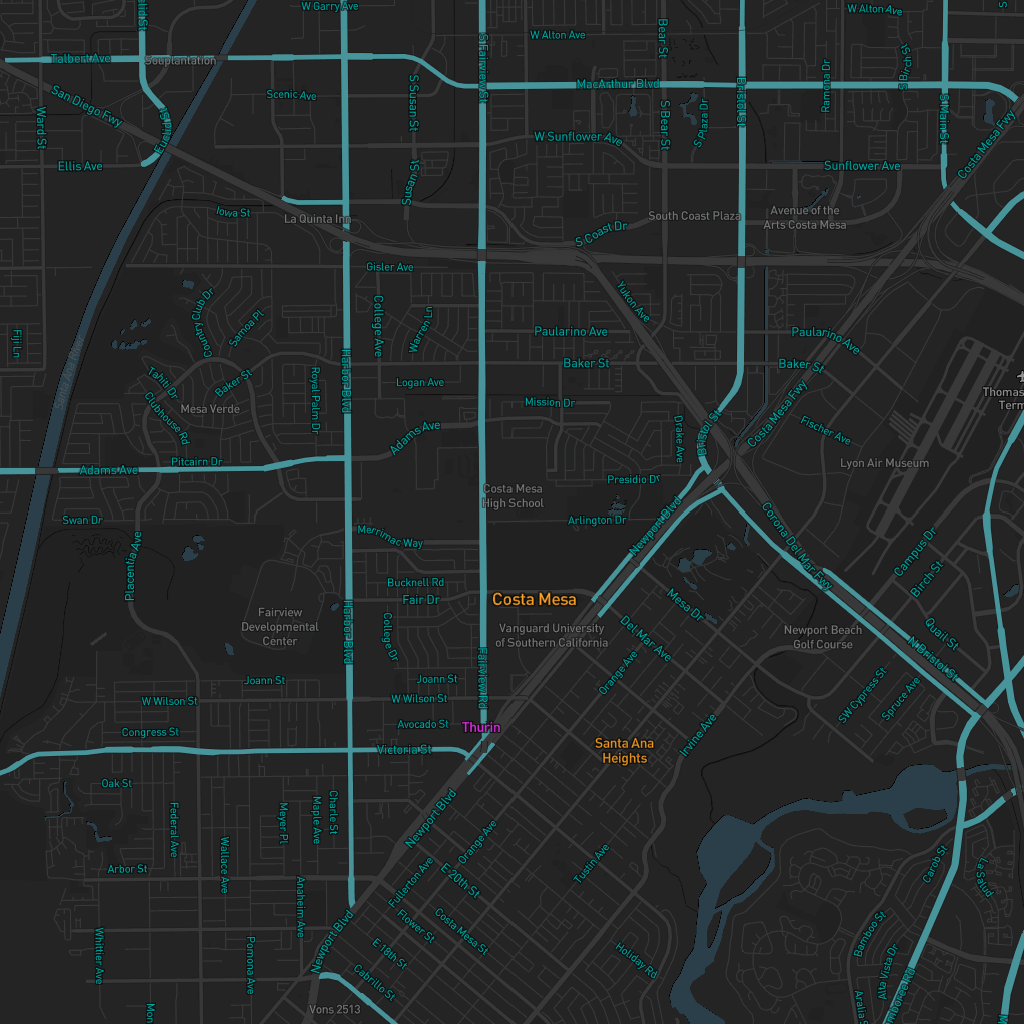 W Garry Ave
W Alton Ave
W Alton Ave
Talbert Ave
Souplantation
S Fairview St
Bear St
Bristol St
MacArthur Blvd
Ramona Dr
S Birch St
S Main St
San Diego Fwy
Scenic Ave
S Susan St
S Bear St
S Plaza Dr
Costa Mesa Fwy
Ward St
Euclid St
W Sunflower Ave
Ellis Ave
Sunflower Ave
Susan St
Iowa St
La Quinta Inn
South Coast Plaza
Avenue of the
Arts Costa Mesa
S Coast Dr
Gisler Ave
Yukon Ave
Country Club Dr
Samoa Pl
College Ave
Warren Ln
Paularino Ave
Paularino Ave
Fiji Ln
Harbor Blvd
Baker St
Baker St
Tahiti Dr
Baker St
Royal Palm Dr
Logan Ave
Thomas
Term
Mesa Verde
Clubhouse Rd
Mission Dr
Bristol St
Costa Mesa Fwy
Fischer Ave
Adams Ave
Drake Ave
Adams Ave
Pitcairn Dr
Lyon Air Museum
Presidio Dr
Costa Mesa
High School
Swan Dr
Arlington Dr
Newport Blvd
Corona Del Mar Fwy
Merrimac Way
Placentia Ave
Campus Dr
Birch St
Bucknell Rd
Fair Dr
Costa Mesa
Mesa Dr
Harbor Blvd
Fairview
Developmental
Center
College Dr
Vanguard University
of Southern California
Del Mar Ave
Newport Beach
Golf Course
Quail St
N Bristol St
Fairview Rd
Orange Ave
Joann St
Joann St
W Wilson St
W Wilson St
SW Cypress St
Spruce Ave
Congress St
Avocado St
Thurin
Irvine Ave
Victoria St
Santa Ana
Heights
Oak St
Federal Ave
Meyer Pl
Maple Ave
Charle St
Newport Blvd
Wallace Ave
Orange Ave
Tustin Ave
Carob St
La Salud
Arbor St
Anaheim Ave
Fullerton Ave
E 20th St
Whittier Ave
Pomona Ave
Newport Blvd
Flower St
Costa Mesa St
E 18th St
Holiday Rd
Bamboo St
Alta Vista Dr
Cabrillo St
Vons 2513
Mon
Aralia S